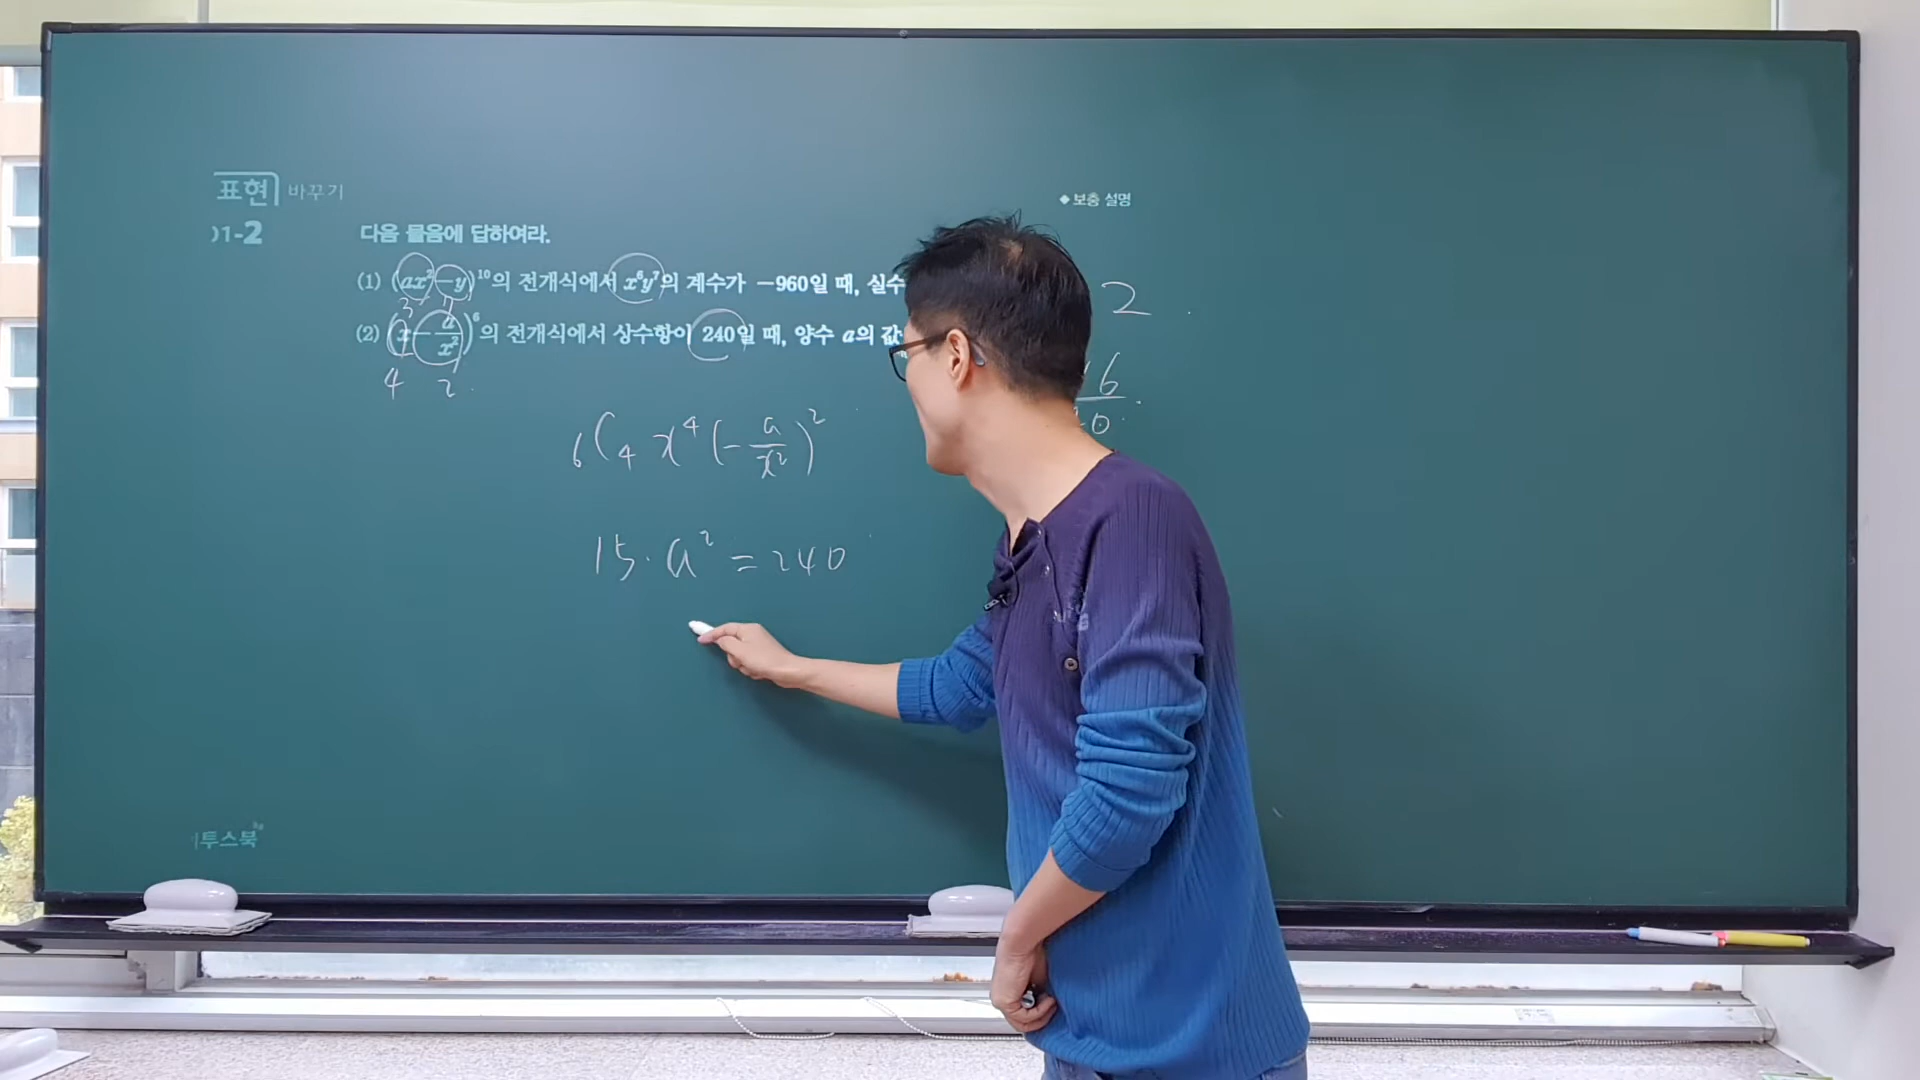 표현 바꾸기
01-2 다음 물음에 답하여라.
◆ 보충 설명
(1) (ax²-y)¹⁰의 전개식에서 x⁶y⁷의 계수가 -960일 때, 실수
3 7
2
(2) (x-a/x²)⁶의 전개식에서 상수항이 240일 때, 양수 a의 값
4 2
6
0
₆C₄ x⁴(-a/x²)²
15·a²=240
투스북